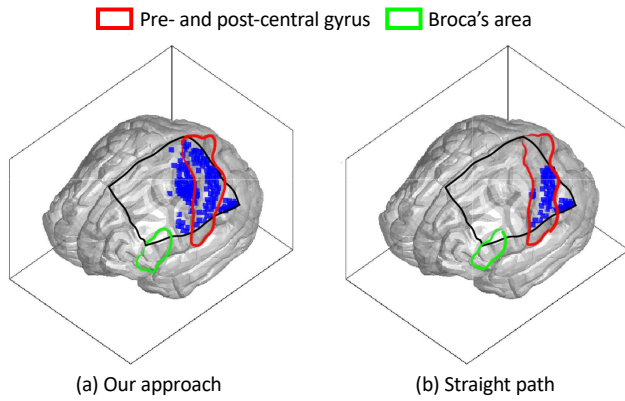 Pre- and post-central gyrus Broca’s area
(a) Our approach (b) Straight path